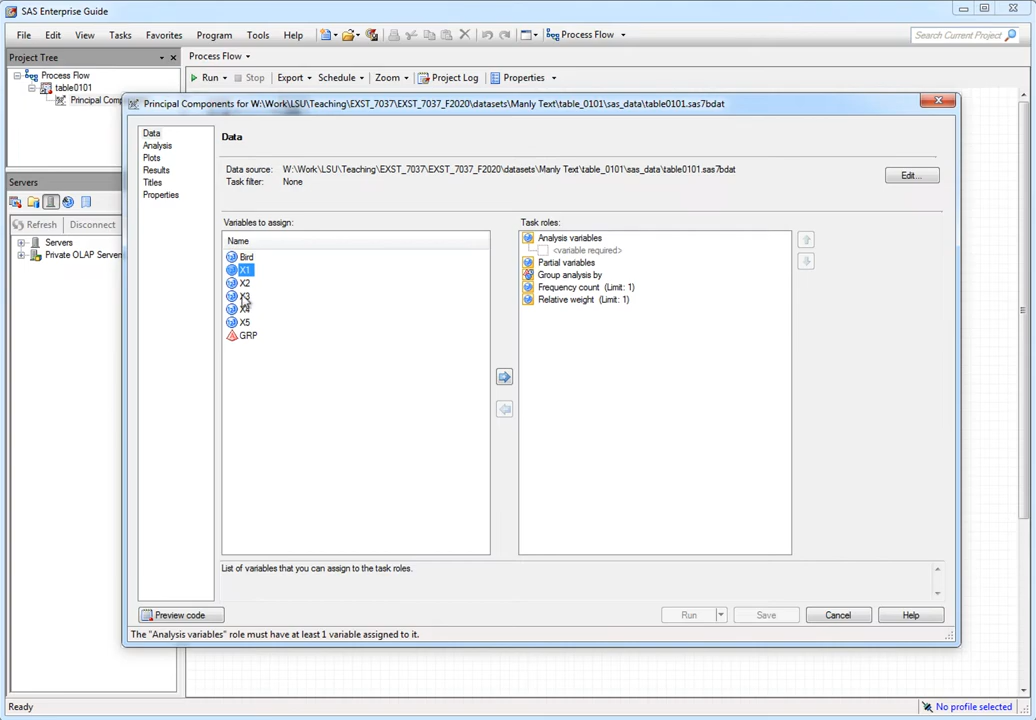 SAS Enterprise Guide
File Edit View Tasks Favorites Program Tools Help Process Flow Search Current Project
Project Tree
Process Flow
Process Flow
table0101
Principal Comp
Run Stop Export Schedule Zoom Project Log Properties
Principal Components for W:\Work\LSU\Teaching\EXST_7037\EXST_7037_F2020\datasets\Manly Text\table_0101\sas_data\table0101.sas7bdat
Data
Analysis
Plots
Results
Titles
Properties
Data
Data source: W:\Work\LSU\Teaching\EXST_7037\EXST_7037_F2020\datasets\Manly Text\table_0101\sas_data\table0101.sas7bdat
Task filter: None
Edit...
Servers
Refresh Disconnect
Servers
Private OLAP Server
Variables to assign:
Name
Bird
X1
X2
X3
X4
X5
GRP
Task roles:
Analysis variables
<variable required>
Partial variables
Group analysis by
Frequency count (Limit: 1)
Relative weight (Limit: 1)
List of variables that you can assign to the task roles.
Preview code Run Save Cancel Help
The "Analysis variables" role must have at least 1 variable assigned to it.
Ready No profile selected